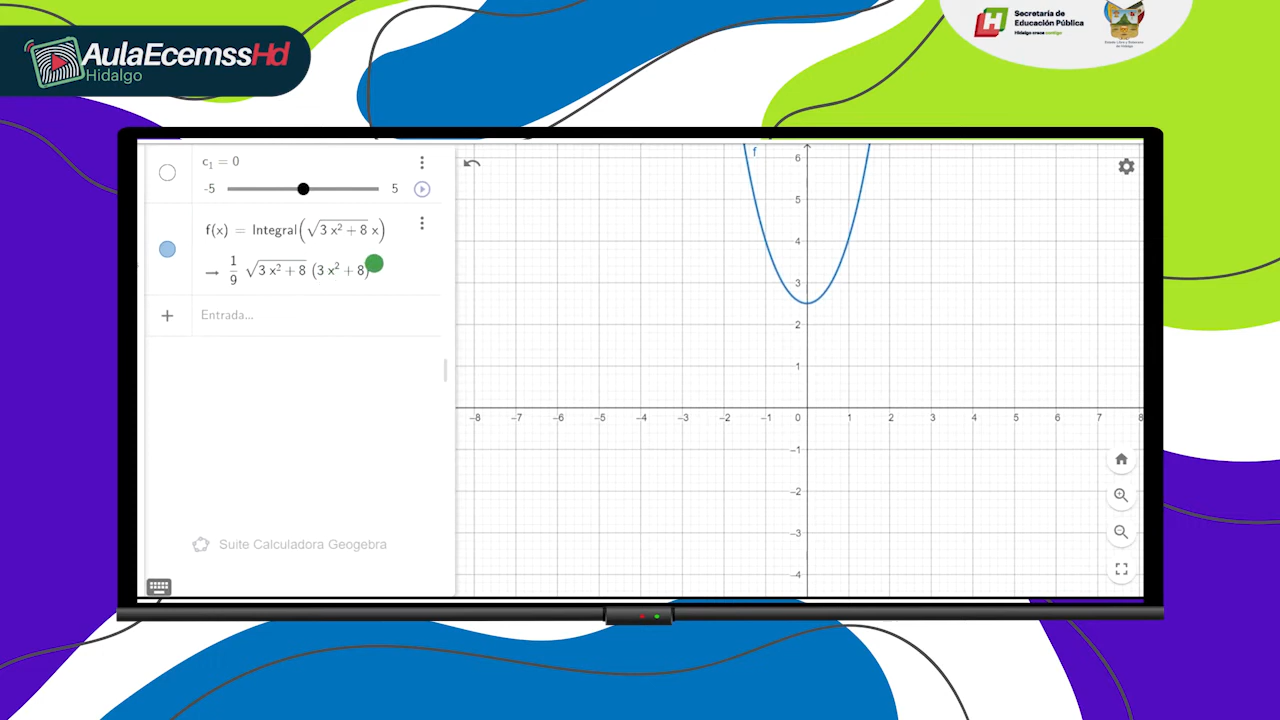 AulaEcemssHd
Hidalgo
Secretaría de
Educación Pública
Hidalgo crece contigo
c₁ = 0
-5
5
f(x) = Integral(√(3 x² + 8) x)
→ 1/9 √(3 x² + 8) (3 x² + 8)
+ Entrada...
Suite Calculadora Geogebra
f
6
5
4
3
2
1
-8 -7 -6 -5 -4 -3 -2 -1 0 1 2 3 4 5 6 7 8
-1
-2
-3
-4